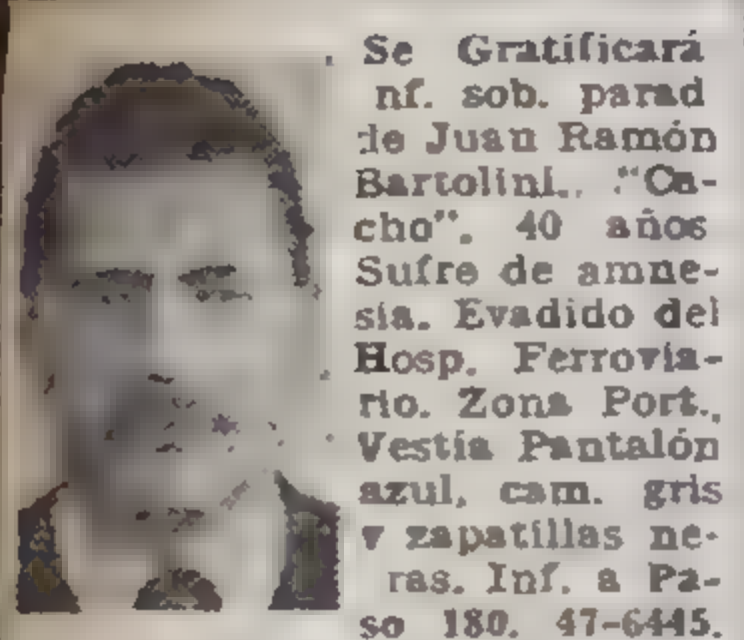 Se Gratificará
nf. sob. parad
de Juan Ramón
Bartolini.. "Ca-
cho". 40 años
Sufre de amne-
sia. Evadido del
Hosp. Ferrovia-
rio. Zona Port.,
Vestía Pantalón
azul, cam. gris
y zapatillas ne-
ras. Inf. a Pa-
so 180. 47-6445.